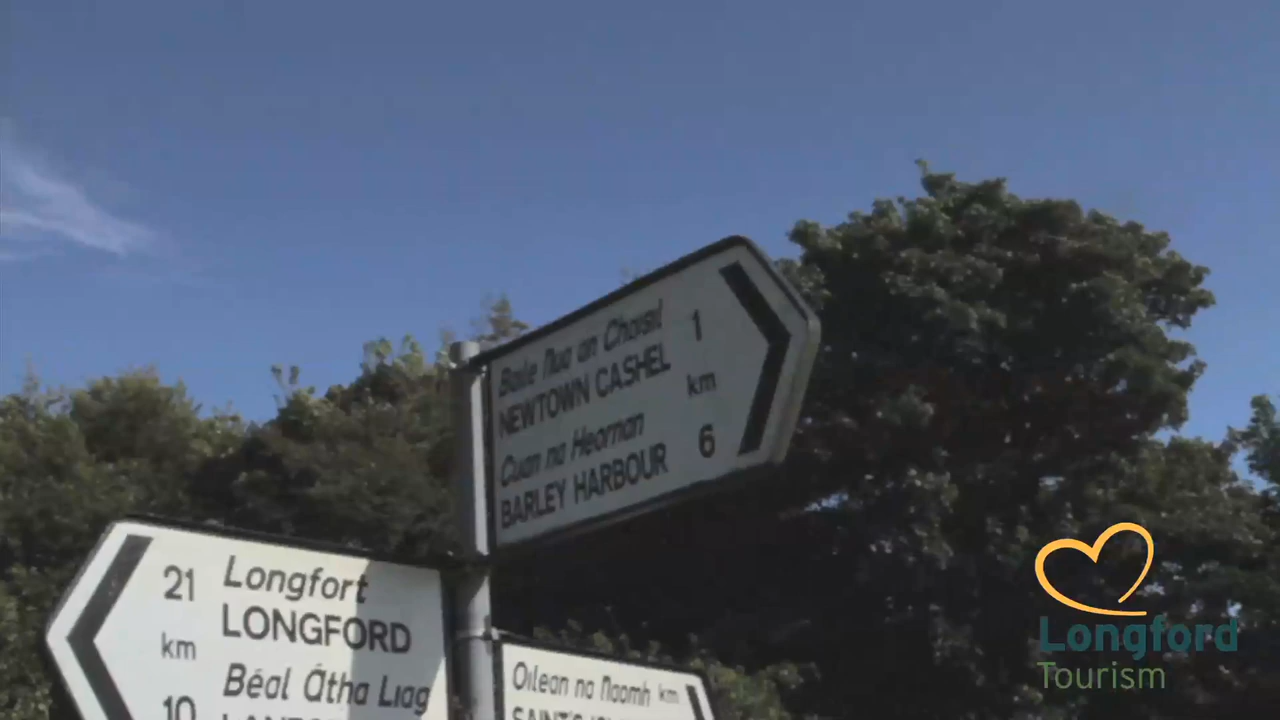 Baile Nua an Chaisil 1
NEWTOWN CASHEL
km
Cuan na Heornan 6
BARLEY HARBOUR
21 Longfort
LONGFORD
km
Béal Átha Liag
10
Oilean na Naomh km
SAINT'S
Longford
Tourism